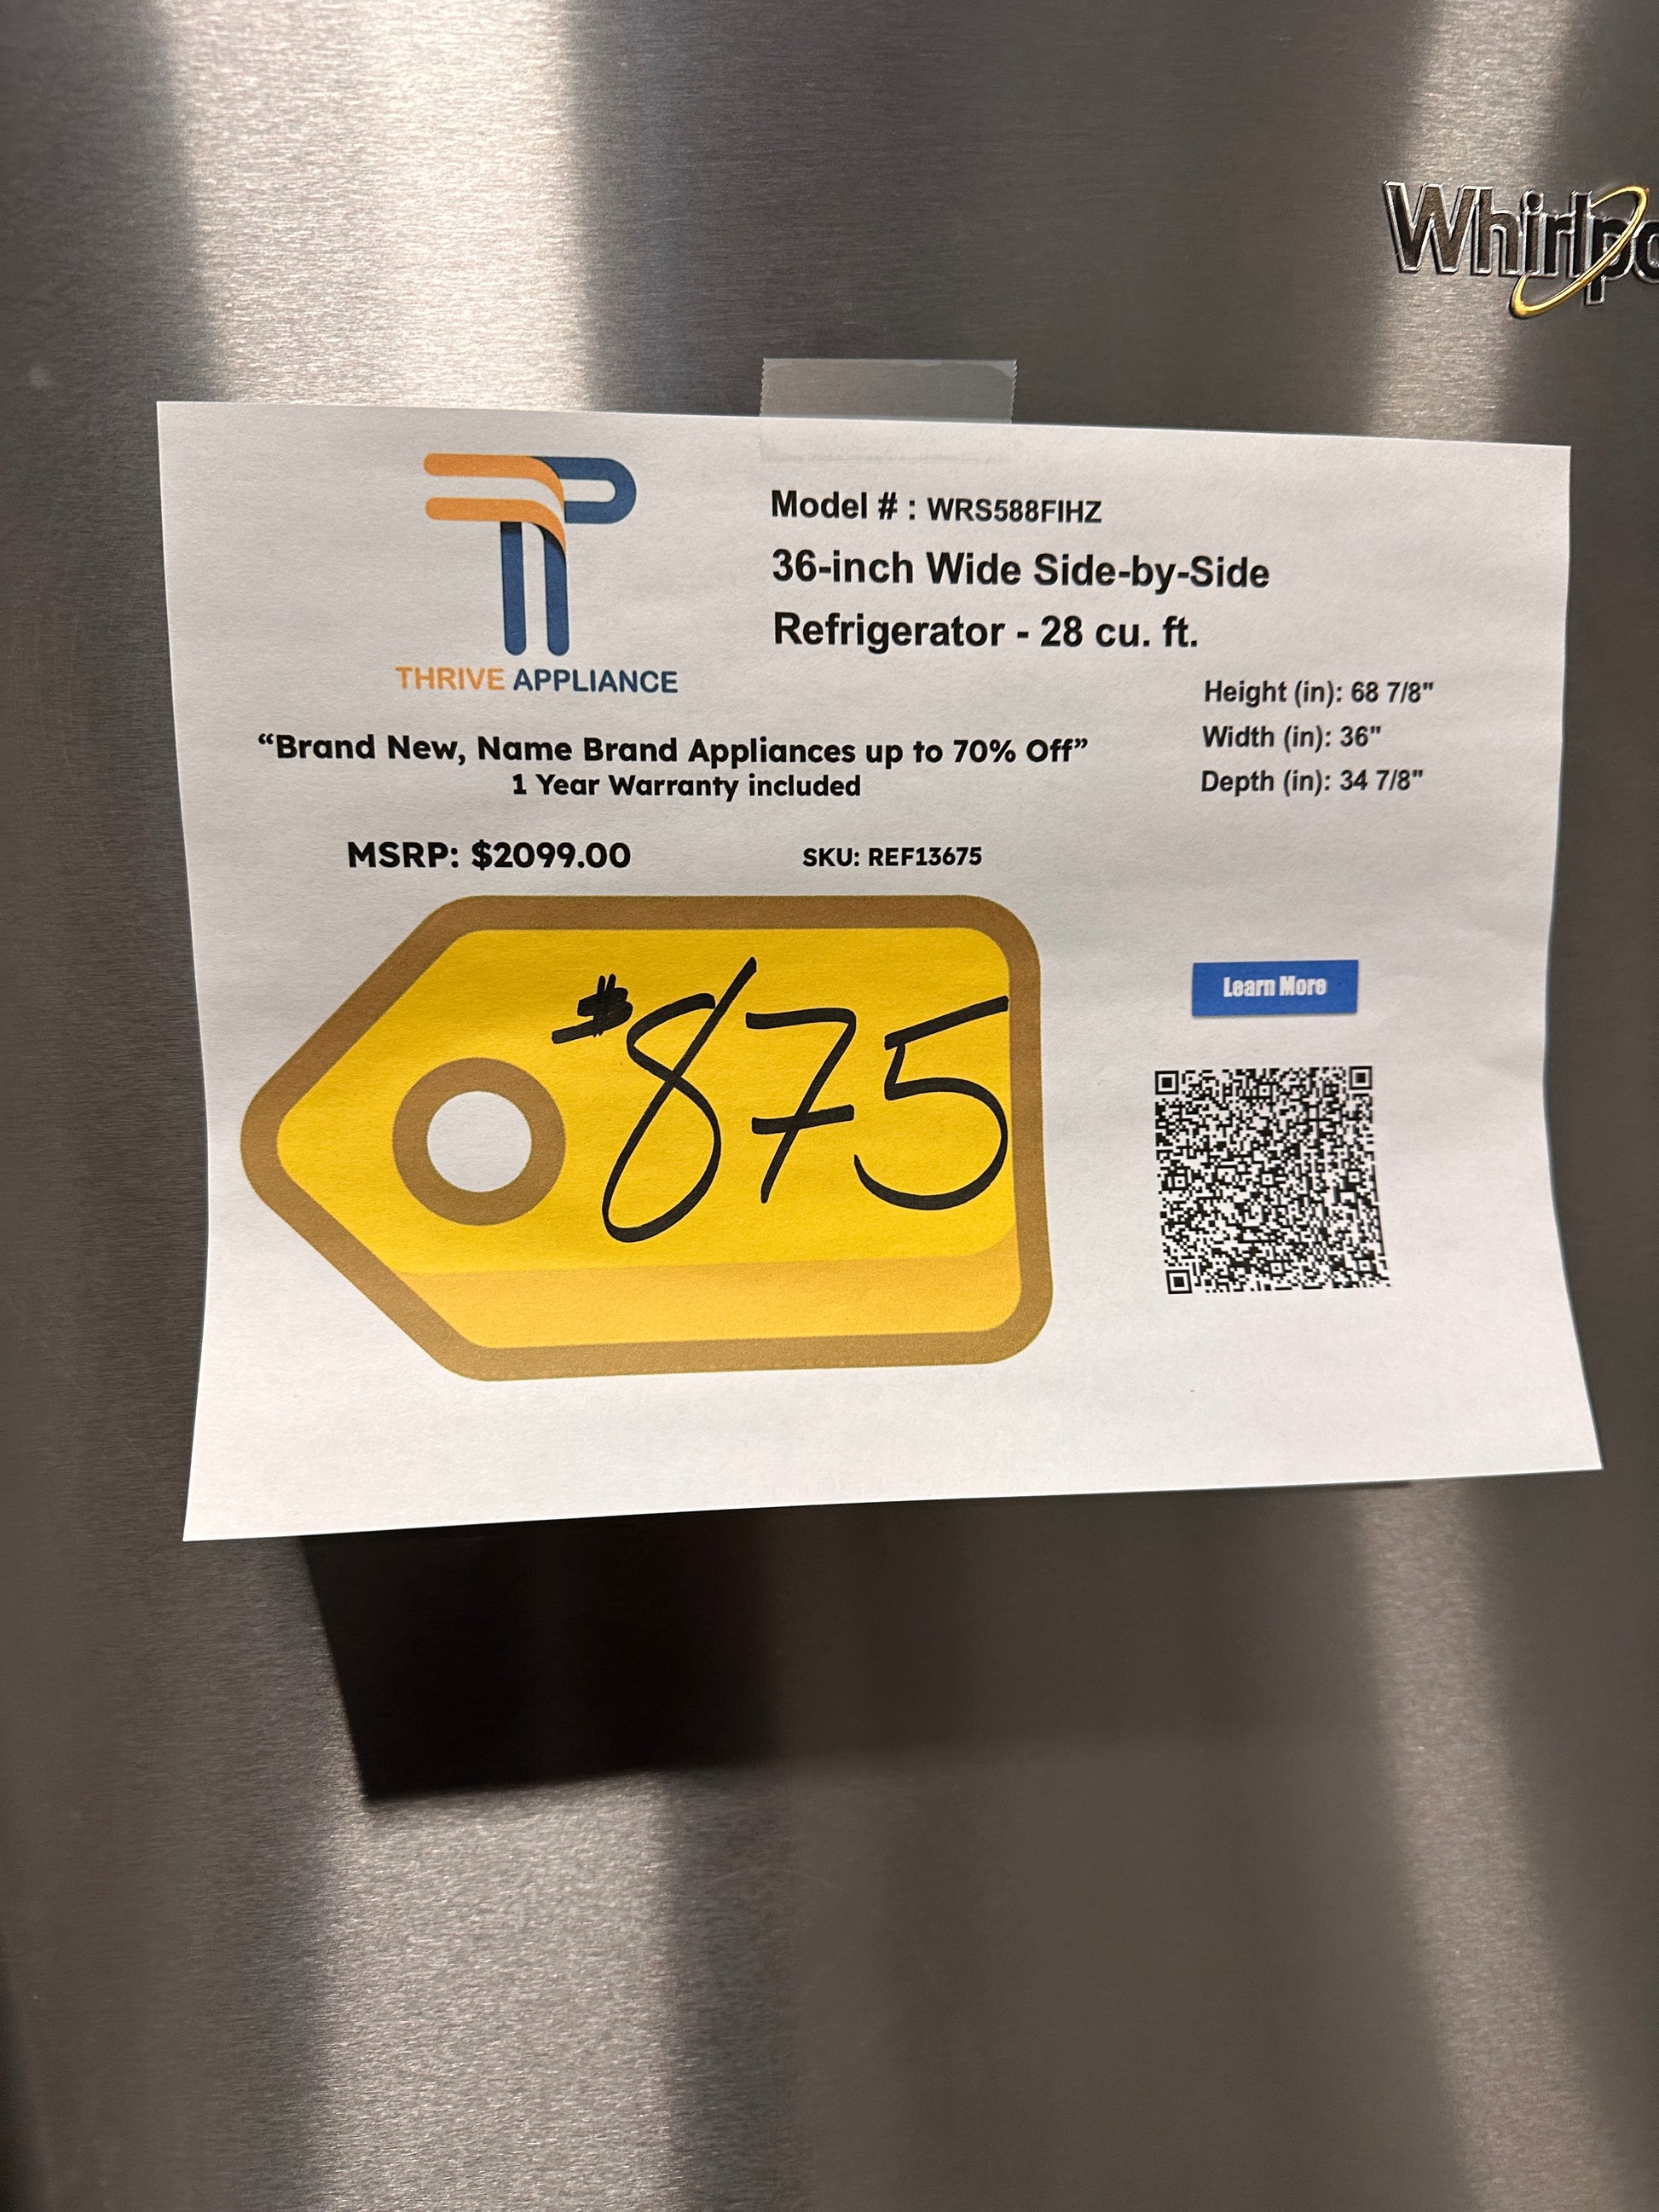 Whirlpo
Model # : WRS588FIHZ
36-inch Wide Side-by-Side
Refrigerator - 28 cu. ft.
THRIVE APPLIANCE
Height (in): 68 7/8"
Width (in): 36"
Depth (in): 34 7/8"
“Brand New, Name Brand Appliances up to 70% Off”
1 Year Warranty included
MSRP: $2099.00
SKU: REF13675
$875
Learn More